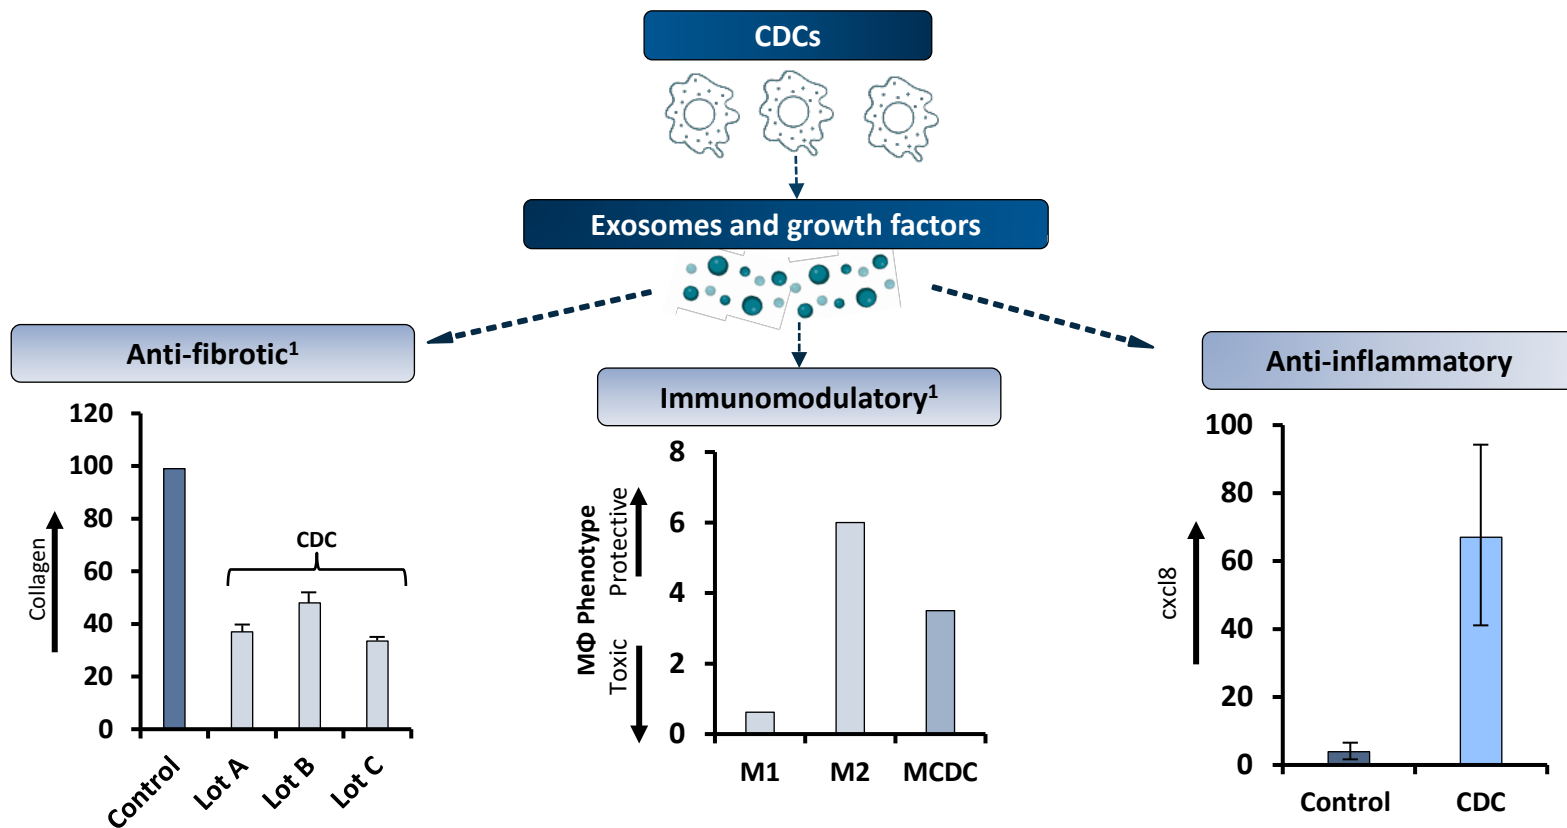 CDCs
Exosomes and growth factors
Anti-fibrotic¹
120
100
80
60
40
20
0
Collagen
CDC
Control
Lot A
Lot B
Lot C
Immunomodulatory¹
8
6
4
2
0
MΦ Phenotype
Toxic
Protective
M1
M2
MCDC
Anti-inflammatory
100
80
60
40
20
0
cxcl8
Control
CDC